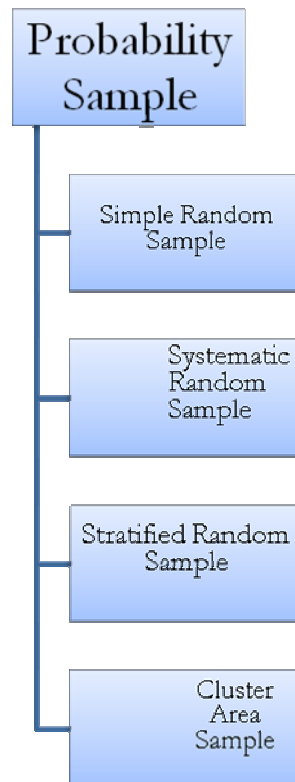 Probability
Sample
Simple Random
Sample
Systematic
Random
Sample
Stratified Random
Sample
Cluster
Area
Sample